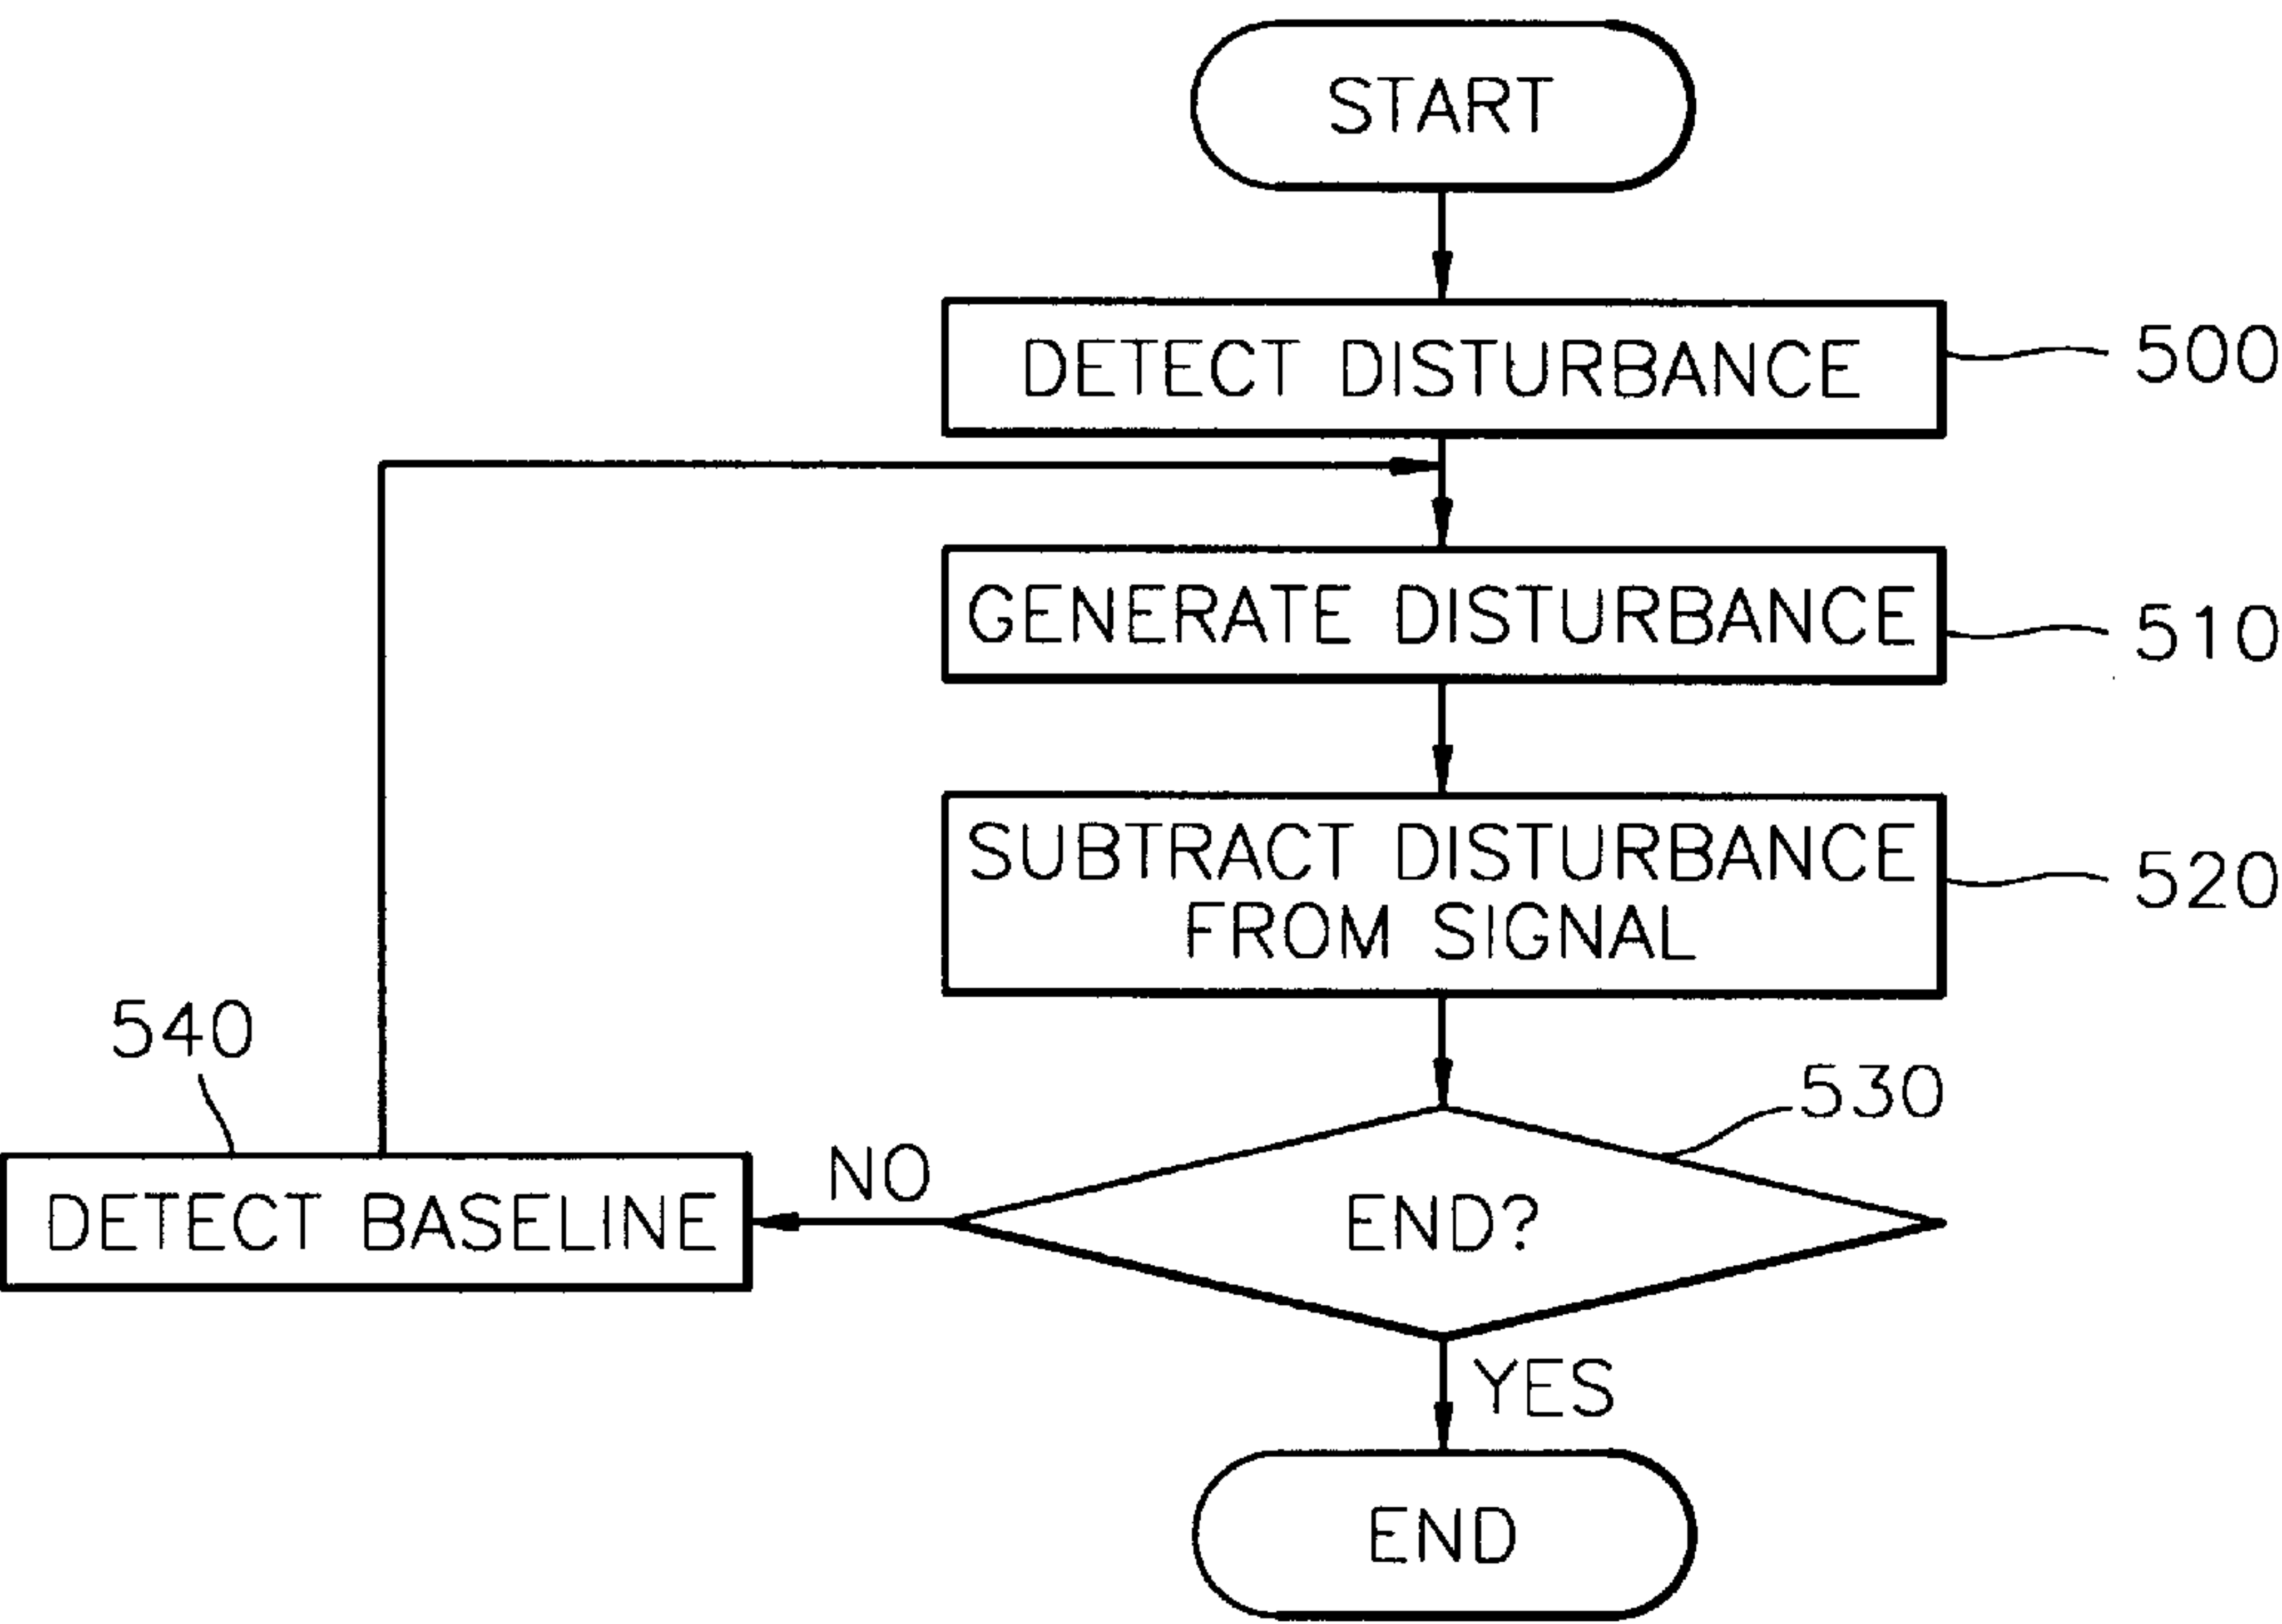 START
DETECT DISTURBANCE
500
GENERATE DISTURBANCE
510
SUBTRACT DISTURBANCE
FROM SIGNAL
520
530
540
END?
NO
DETECT BASELINE
YES
END